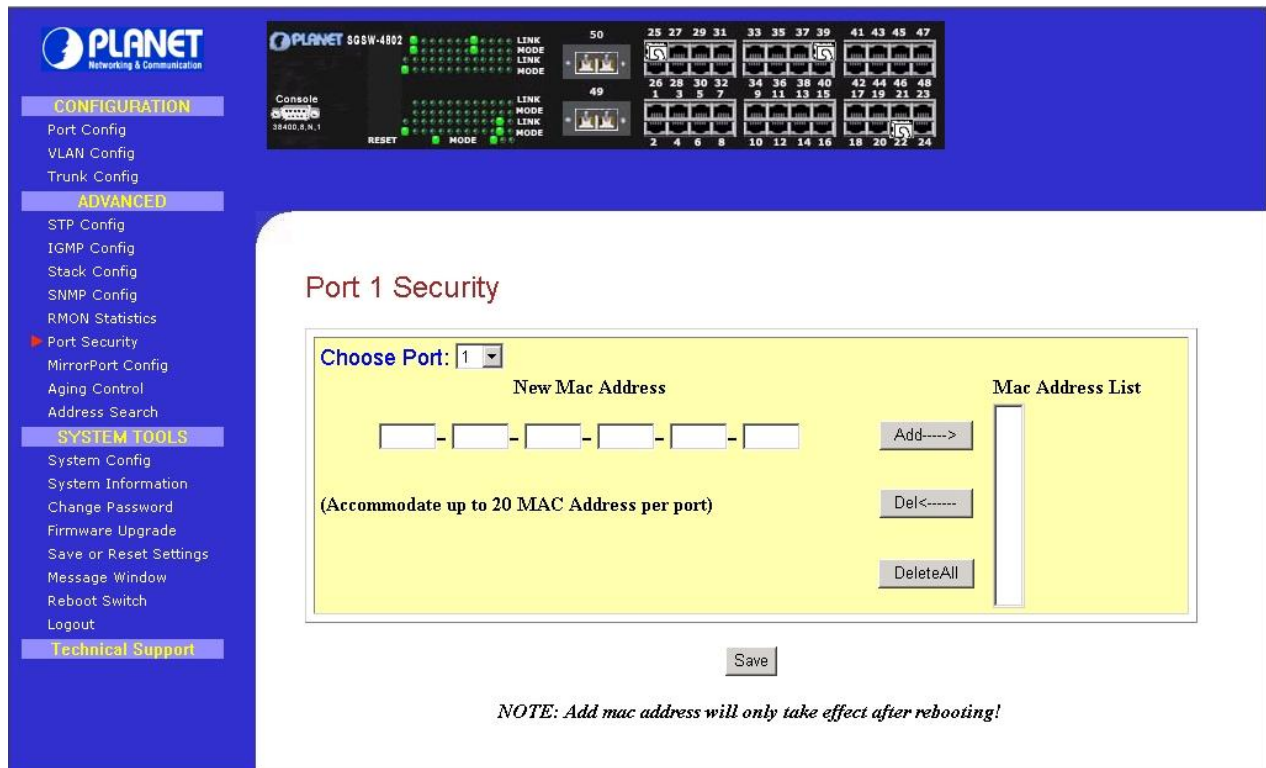 PLANET
Networking & Communication
CONFIGURATION
Port Config
VLAN Config
Trunk Config
ADVANCED
STP Config
IGMP Config
Stack Config
SNMP Config
RMON Statistics
Port Security
MirrorPort Config
Aging Control
Address Search
SYSTEM TOOLS
System Config
System Information
Change Password
Firmware Upgrade
Save or Reset Settings
Message Window
Reboot Switch
Logout
Technical Support
PLANET SGSW-4802
LINK
MODE
LINK
MODE
50
25 27 29 31 33 35 37 39 41 43 45 47
26 28 30 32 34 36 38 40 42 44 46 48
Console
38400,8,N,1
LINK
MODE
LINK
MODE
RESET
MODE
49
1 3 5 7 9 11 13 15 17 19 21 23
2 4 6 8 10 12 14 16 18 20 22 24
Port 1 Security
Choose Port: 1
New Mac Address
Mac Address List
- - - - -
Add----->
(Accommodate up to 20 MAC Address per port)
Del<------
DeleteAll
Save
NOTE: Add mac address will only take effect after rebooting!